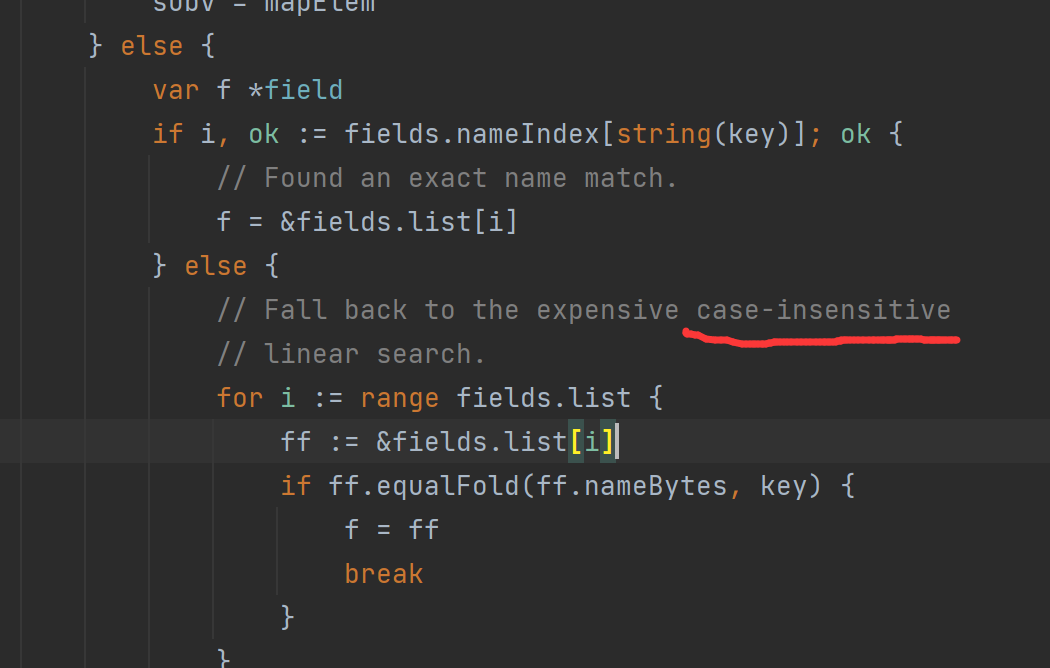 subv = mapElem
} else {
var f *field
if i, ok := fields.nameIndex[string(key)]; ok {
// Found an exact name match.
f = &fields.list[i]
} else {
// Fall back to the expensive case-insensitive
// linear search.
for i := range fields.list {
ff := &fields.list[i]
if ff.equalFold(ff.nameBytes, key) {
f = ff
break
}
}